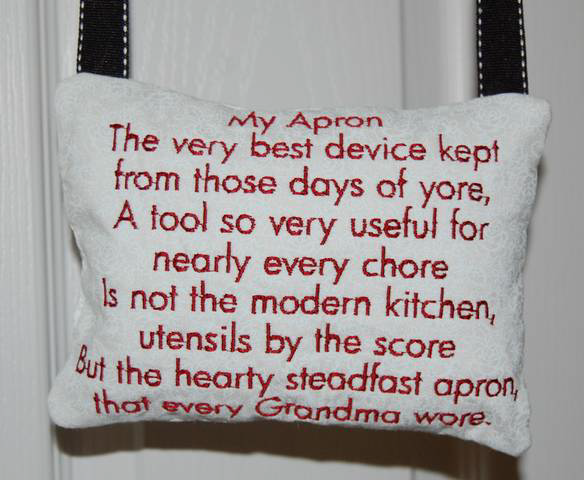 My Apron
The very best device kept
from those days of yore,
A tool so very useful for
nearly every chore
Is not the modern kitchen,
utensils by the score
But the hearty steadfast apron,
that every Grandma wore.